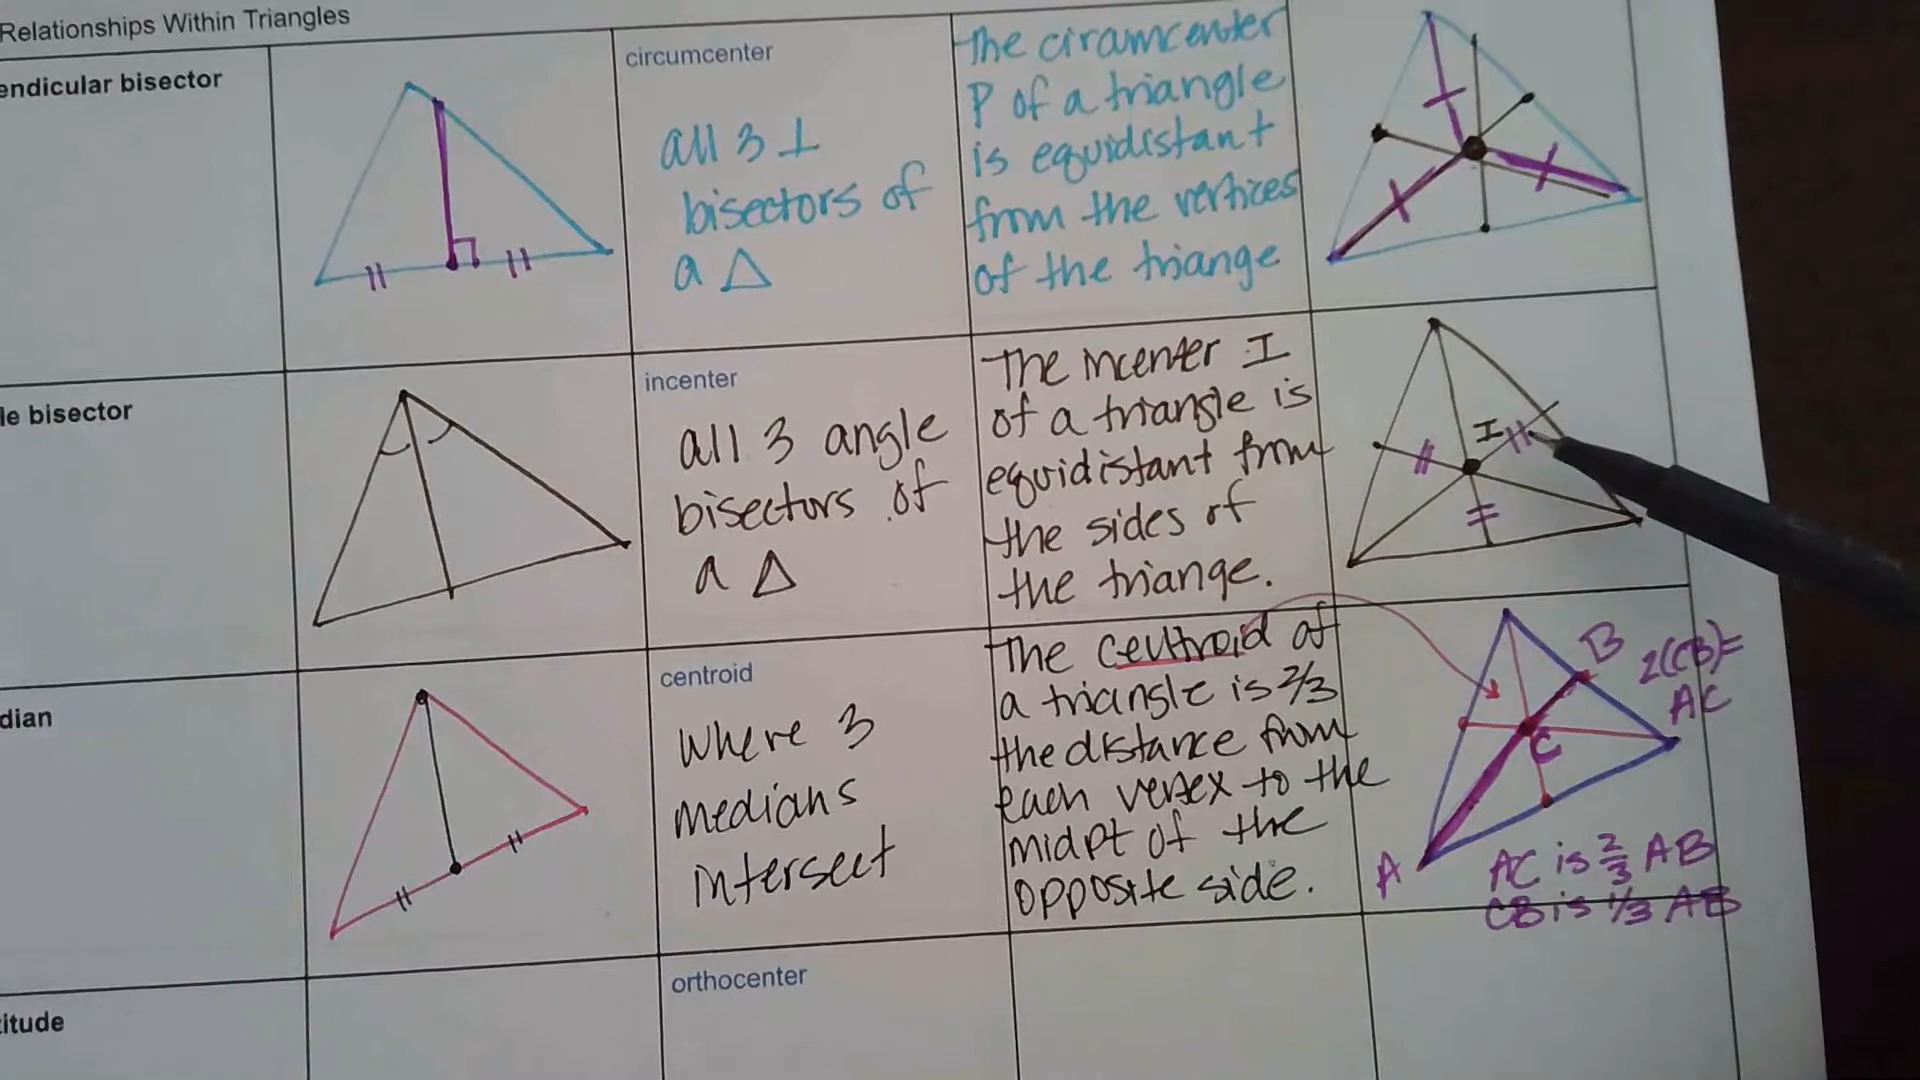 Relationships Within Triangles
endicular bisector
circumcenter
all 3 ⊥
bisectors of
a △
The ciramcenter
P of a triangle
is equidistant
from the vertices
of the triange
le bisector
incenter
all 3 angle
bisectors of
a △
The incenter I
of a triangle is
equidistant from
the sides of
the triange.
I
dian
centroid
where 3
medians
intersect
The centroid of
a triangle is 2/3
the distance from
each vertex to the
midpt of the
opposite side.
B
2(CB)=
AC
C
A
AC is 2/3 AB
CB is 1/3 AB
titude
orthocenter